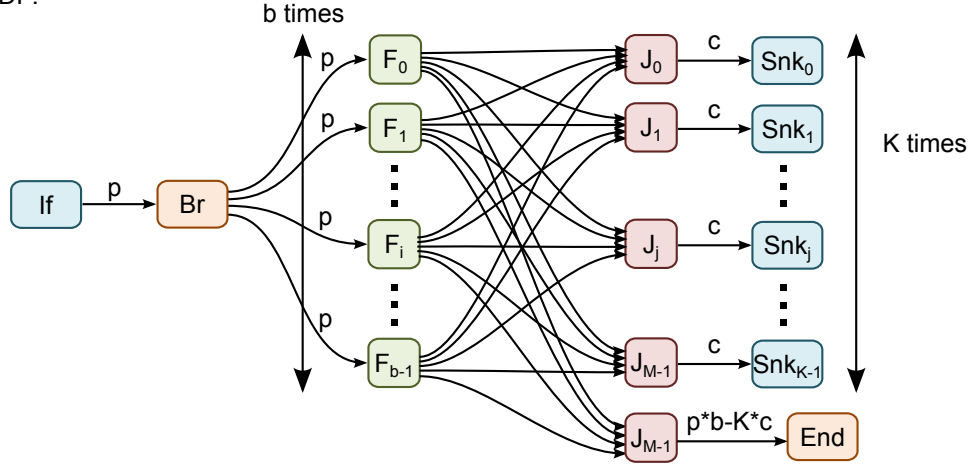 BF.
b times
p
F0
J0
c
Snk0
p
F1
J1
c
Snk1
K times
If
p
Br
p
Fi
Jj
c
Snkj
p
Fb-1
JM-1
c
SnkK-1
JM-1
p*b-K*c
End